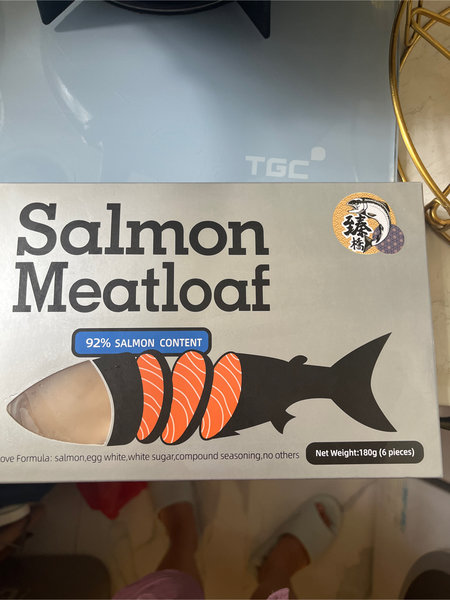 TGC
Salmon
Meatloaf
臻
橋
92% SALMON CONTENT
ove Formula: salmon,egg white,white sugar,compound seasoning,no others
Net Weight:180g (6 pieces)